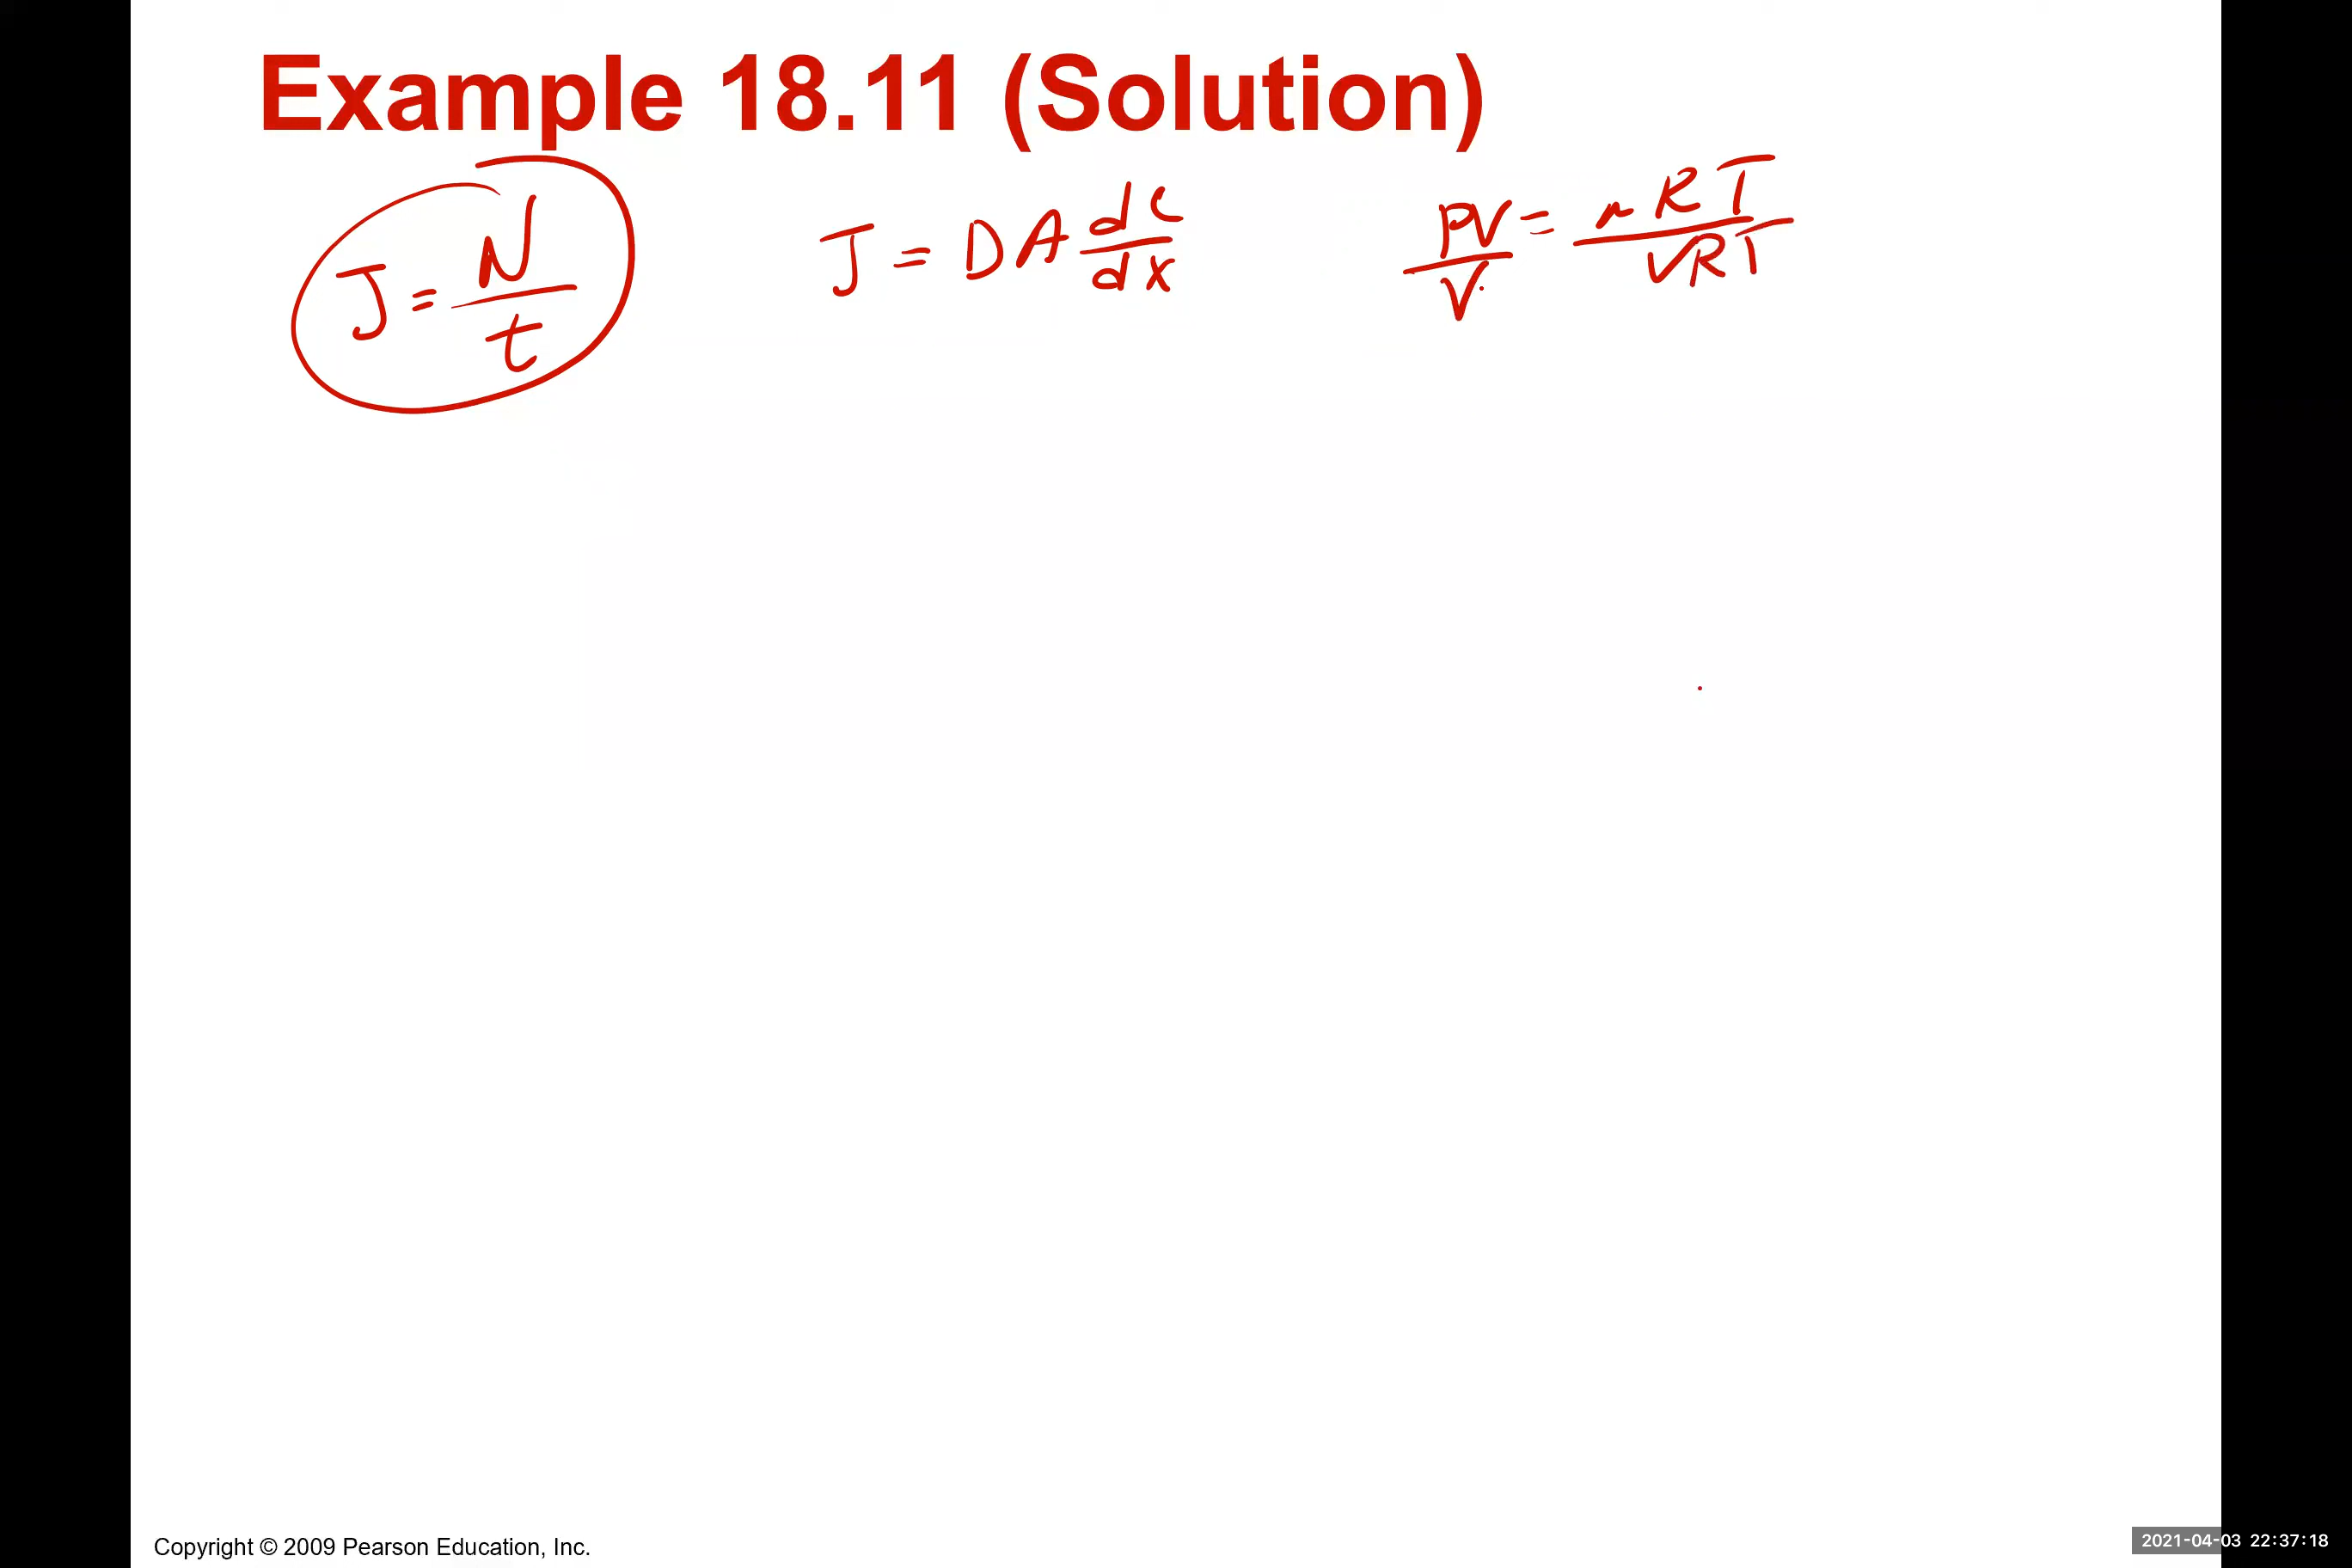 Example 18.11 (Solution)
J = N / t
J = D A dC / dx
PV / V = nRT / VRT
Copyright © 2009 Pearson Education, Inc.
2021-04-03 22:37:18